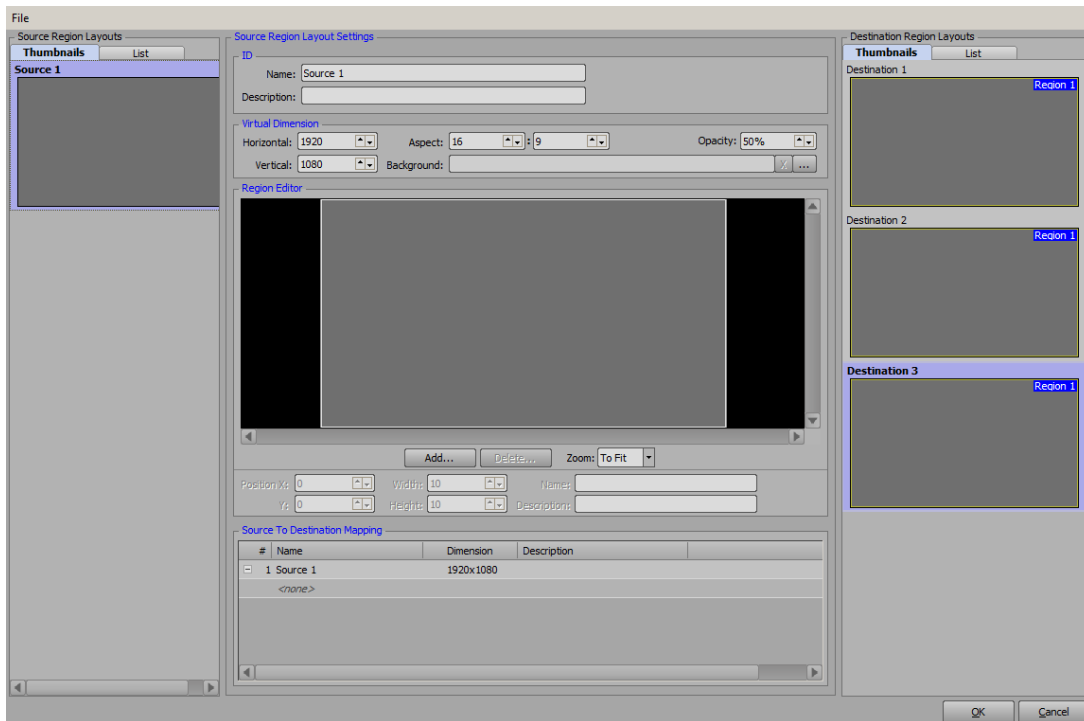 File
Source Region Layouts
Thumbnails List
Source 1
Source Region Layout Settings
ID
Name: Source 1
Description:
Virtual Dimension
Horizontal: 1920 Aspect: 16 : 9 Opacity: 50%
Vertical: 1080 Background: X ...
Region Editor
Add... Delete... Zoom: To Fit
Position X: 0 Width: 10 Name:
Y: 0 Height: 10 Description:
Source To Destination Mapping
# Name Dimension Description
1 Source 1 1920x1080
<none>
Destination Region Layouts
Thumbnails List
Destination 1
Region 1
Destination 2
Region 1
Destination 3
Region 1
OK Cancel